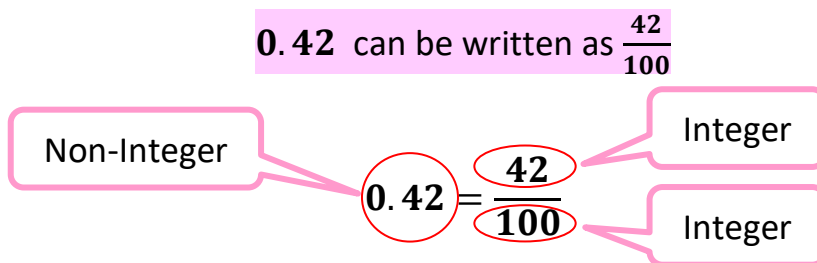 0.42 can be written as 42/100
Non-Integer
Integer
0.42 = 42/100
Integer